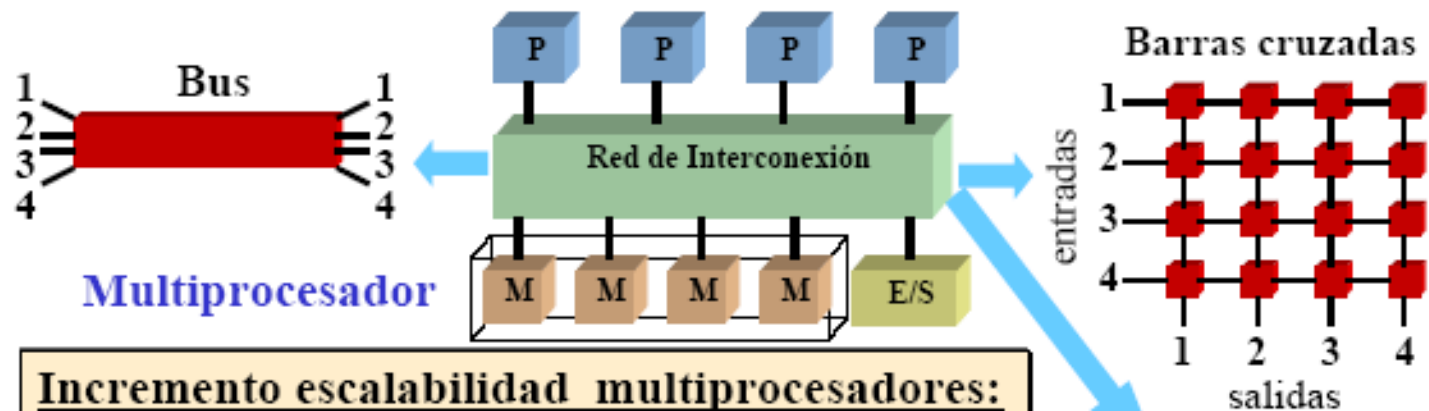 Bus
1 1
2 2
3 3
4 4
P P P P
Red de Interconexión
M M M M E/S
Multiprocesador
Barras cruzadas
entradas
1
2
3
4
1 2 3 4
salidas
Incremento escalabilidad multiprocesadores: